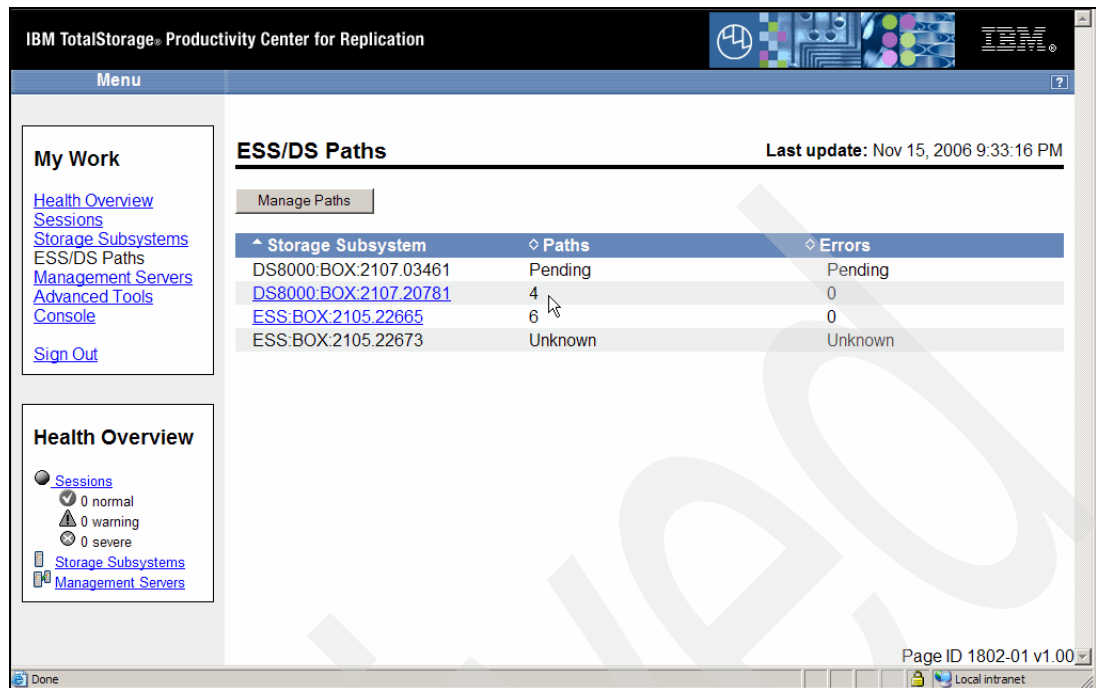 IBM TotalStorage® Productivity Center for Replication
IBM®
Menu
?
My Work
Health Overview
Sessions
Storage Subsystems
ESS/DS Paths
Management Servers
Advanced Tools
Console
Sign Out
Health Overview
Sessions
0 normal
0 warning
0 severe
Storage Subsystems
Management Servers
ESS/DS Paths Last update: Nov 15, 2006 9:33:16 PM
Manage Paths
Storage Subsystem Paths Errors
DS8000:BOX:2107.03461 Pending Pending
DS8000:BOX:2107.20781 4 0
ESS:BOX:2105.22665 6 0
ESS:BOX:2105.22673 Unknown Unknown
Page ID 1802-01 v1.00
Done Local intranet